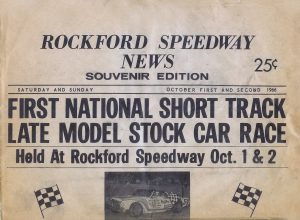 ROCKFORD SPEEDWAY
NEWS
25¢
SOUVENIR EDITION
SATURDAY AND SUNDAY OCTOBER FIRST AND SECOND 1966
FIRST NATIONAL SHORT TRACK
LATE MODEL STOCK CAR RACE
Held At Rockford Speedway Oct. 1 & 2